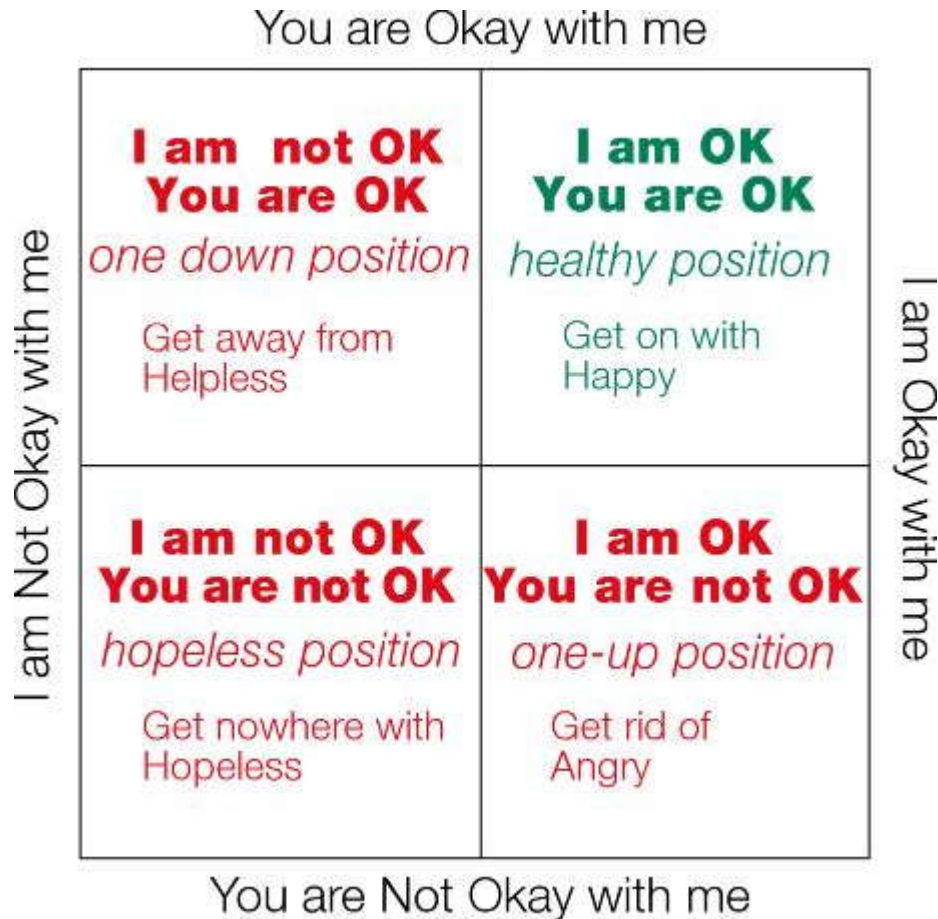 You are Okay with me
I am Not Okay with me
I am not OK
You are OK
one down position
Get away from
Helpless
I am OK
You are OK
healthy position
Get on with
Happy
I am Okay with me
I am not OK
You are not OK
hopeless position
Get nowhere with
Hopeless
I am OK
You are not OK
one-up position
Get rid of
Angry
You are Not Okay with me